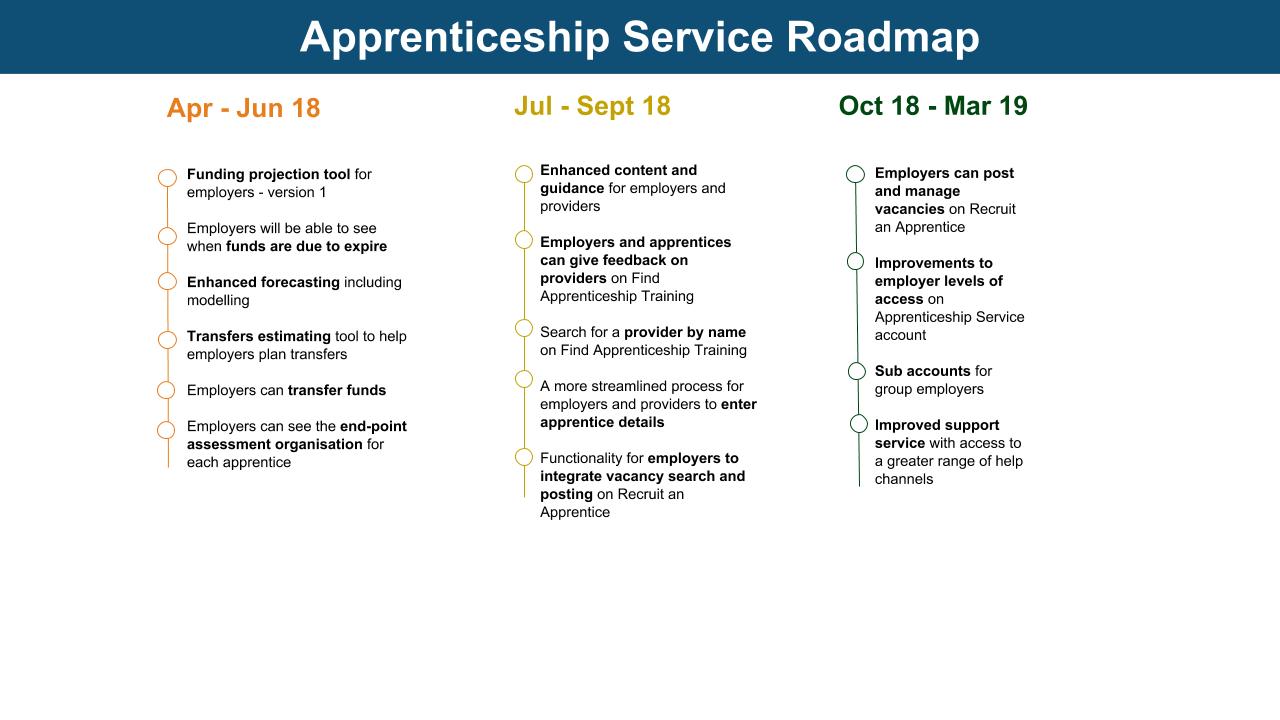 Apprenticeship Service Roadmap
Apr - Jun 18
Funding projection tool for
employers - version 1
Employers will be able to see
when funds are due to expire
Enhanced forecasting including
modelling
Transfers estimating tool to help
employers plan transfers
Employers can transfer funds
Employers can see the end-point
assessment organisation for
each apprentice
Jul - Sept 18
Enhanced content and
guidance for employers and
providers
Employers and apprentices
can give feedback on
providers on Find
Apprenticeship Training
Search for a provider by name
on Find Apprenticeship Training
A more streamlined process for
employers and providers to enter
apprentice details
Functionality for employers to
integrate vacancy search and
posting on Recruit an
Apprentice
Oct 18 - Mar 19
Employers can post
and manage
vacancies on Recruit
an Apprentice
Improvements to
employer levels of
access on
Apprenticeship Service
account
Sub accounts for
group employers
Improved support
service with access to
a greater range of help
channels